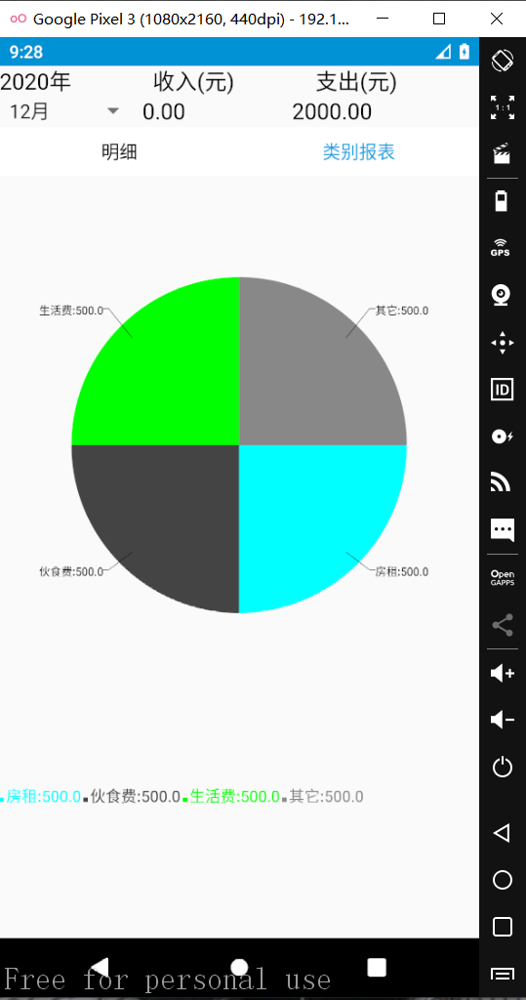 Google Pixel 3 (1080x2160, 440dpi) - 192.1...
9:28
2020年 收入(元) 支出(元)
12月 0.00 2000.00
明细 类别报表
1:1
GPS
ID
Open
GAPPS
生活费:500.0 其它:500.0
伙食费:500.0 房租:500.0
房租:500.0 伙食费:500.0 生活费:500.0 其它:500.0
Free for personal use